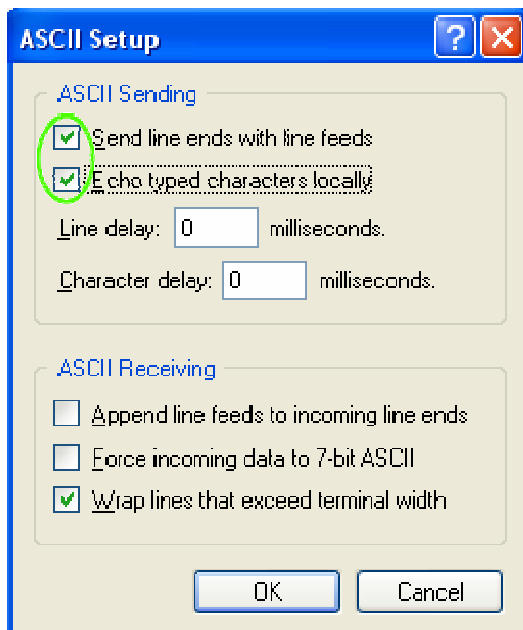 ASCII Setup
ASCII Sending
Send line ends with line feeds
Echo typed characters locally
Line delay: 0 milliseconds.
Character delay: 0 milliseconds.
ASCII Receiving
Append line feeds to incoming line ends
Force incoming data to 7-bit ASCII
Wrap lines that exceed terminal width
OK Cancel